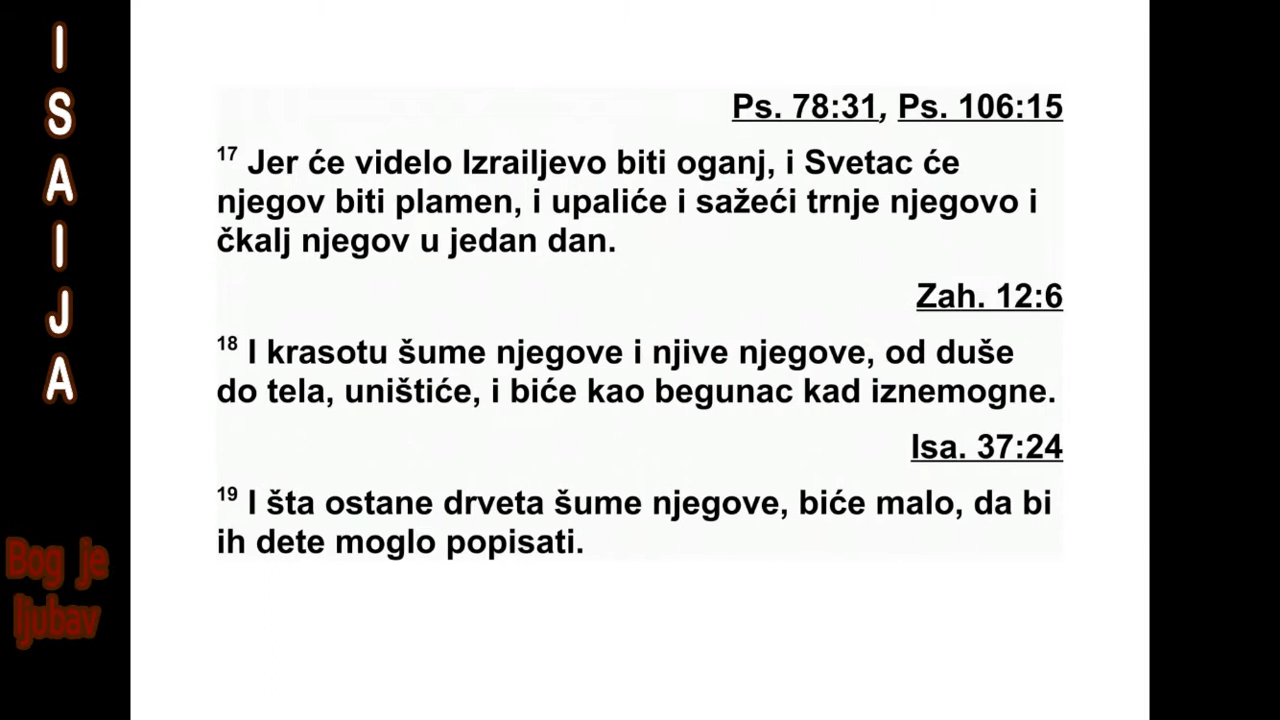 ISAIJA
Ps. 78:31, Ps. 106:15
17 Jer će videlo Izrailjevo biti oganj, i Svetac će
njegov biti plamen, i upaliće i sažeći trnje njegovo i
čkalj njegov u jedan dan.
Zah. 12:6
18 I krasotu šume njegove i njive njegove, od duše
do tela, uništiće, i biće kao begunac kad iznemogne.
Isa. 37:24
19 I šta ostane drveta šume njegove, biće malo, da bi
ih dete moglo popisati.
Bog je
ljubav